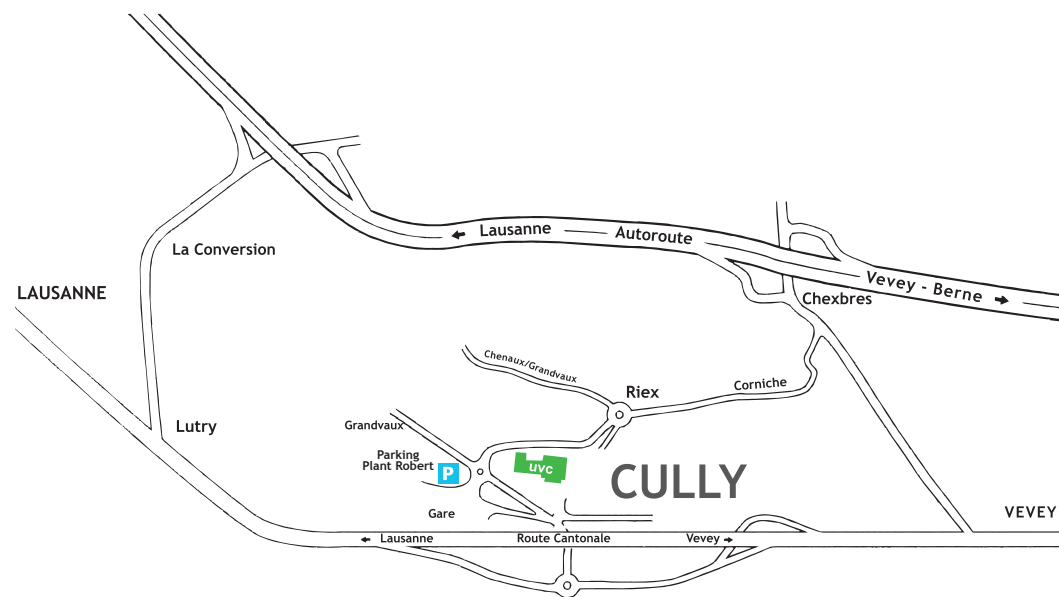 Lausanne
Autoroute
La Conversion
Vevey - Berne
LAUSANNE
Chexbres
Chenaux/Grandvaux
Corniche
Riex
Lutry
Grandvaux
Parking
Plant Robert
P
uvc
CULLY
Gare
VEVEY
Lausanne
Route Cantonale
Vevey